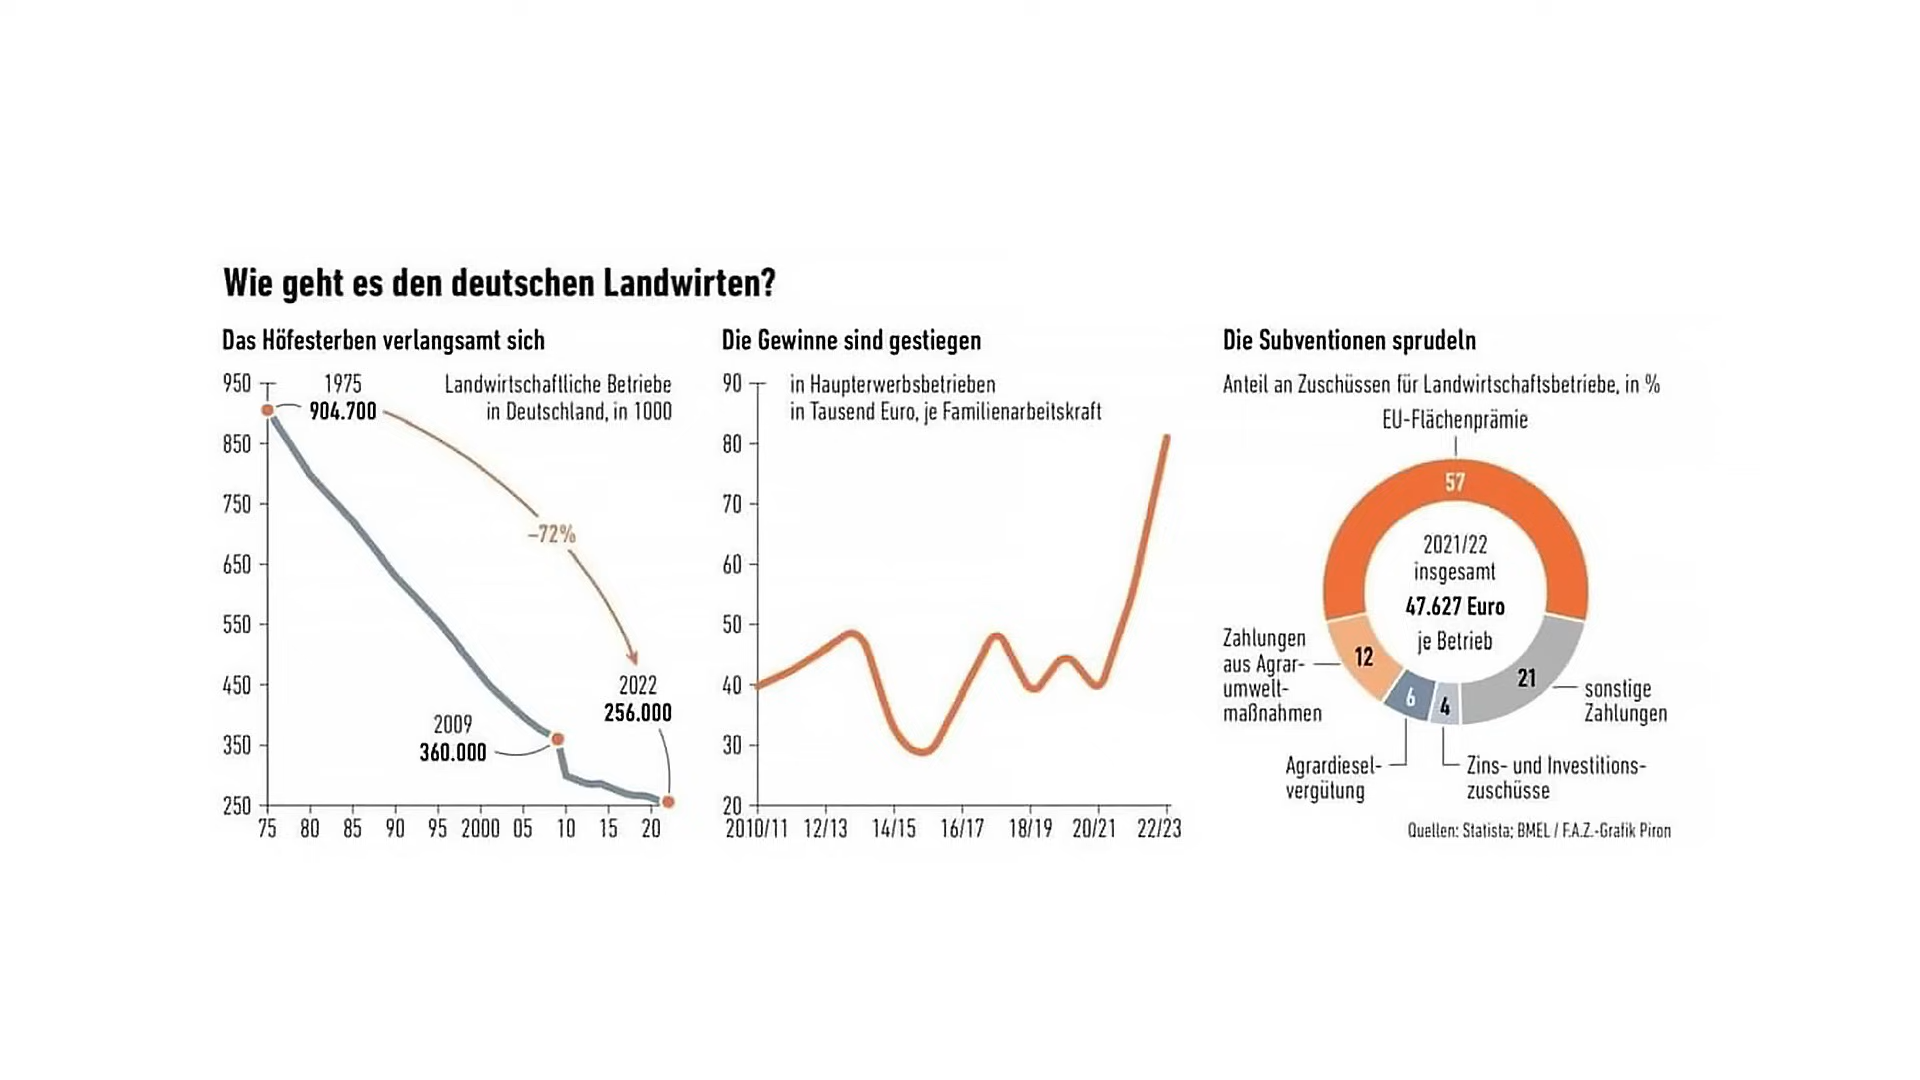 Wie geht es den deutschen Landwirten?
Das Höfesterben verlangsamt sich
Landwirtschaftliche Betriebe
in Deutschland, in 1000
950
850
750
650
550
450
350
250
1975
904.700
–72%
2022
256.000
2009
360.000
75 80 85 90 95 2000 05 10 15 20
Die Gewinne sind gestiegen
in Haupterwerbsbetrieben
in Tausend Euro, je Familienarbeitskraft
90
80
70
60
50
40
30
20
2010/11 12/13 14/15 16/17 18/19 20/21 22/23
Die Subventionen sprudeln
Anteil an Zuschüssen für Landwirtschaftsbetriebe, in %
EU-Flächenprämie
57
2021/22
insgesamt
47.627 Euro
je Betrieb
Zahlungen
aus Agrar-
umwelt-
maßnahmen
12
6
4
21
sonstige
Zahlungen
Agrardiesel-
vergütung
Zins- und Investitions-
zuschüsse
Quellen: Statista; BMEL / F.A.Z.-Grafik Piron